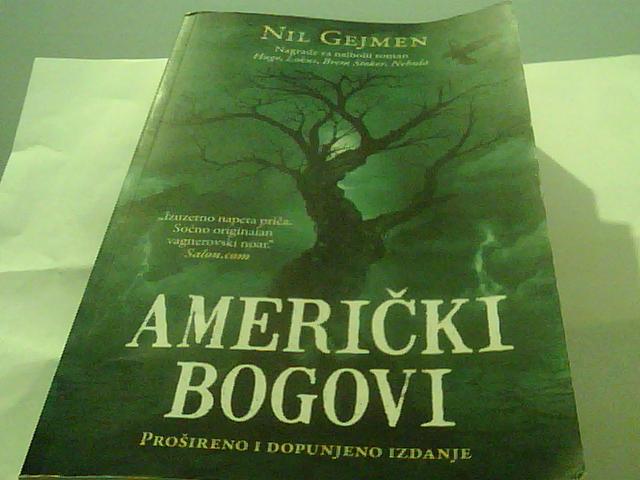 NIL GEJMEN
Nagrade za najbolji roman
Hugo, Lokus, Brem Stoker, Nebula
„Izuzetno napeta priča.
Sočno originalan
vagnerovski noar.”
Salon.com
AMERIČKI
BOGOVI
PROŠIRENO I DOPUNJENO IZDANJE